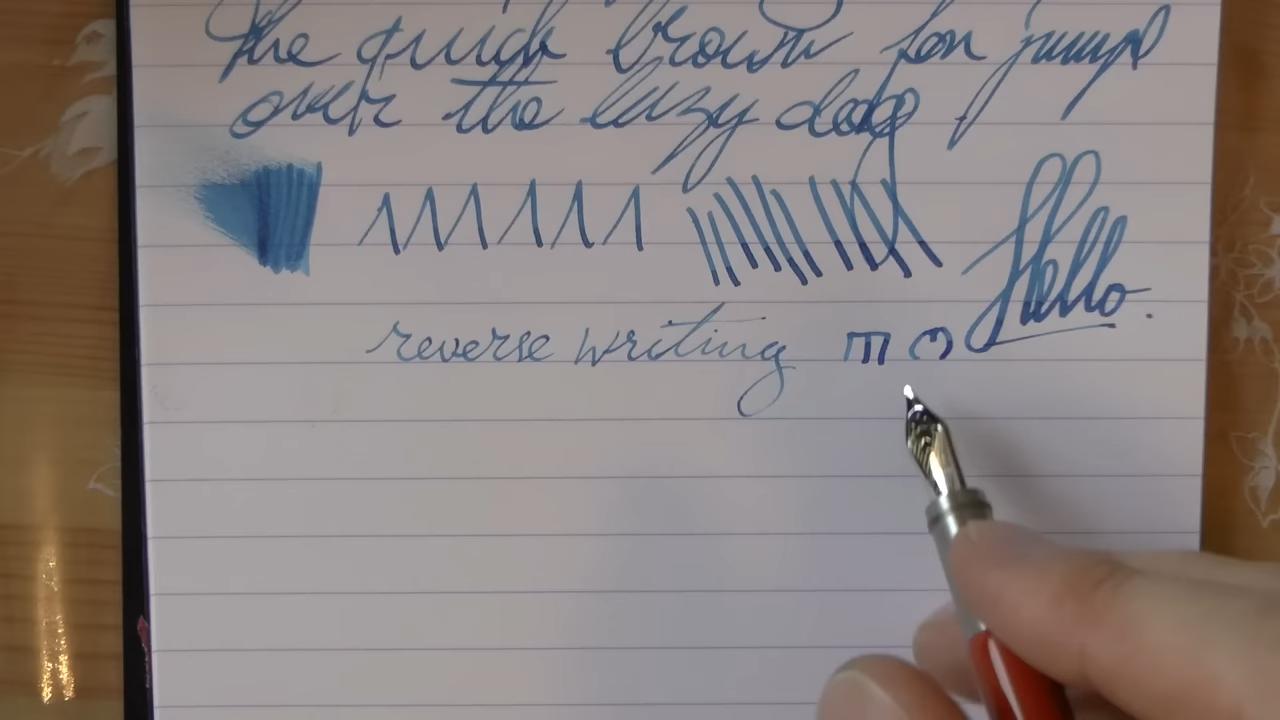 The quick brown fox jumps
over the lazy dog
Hello.
reverse writing m